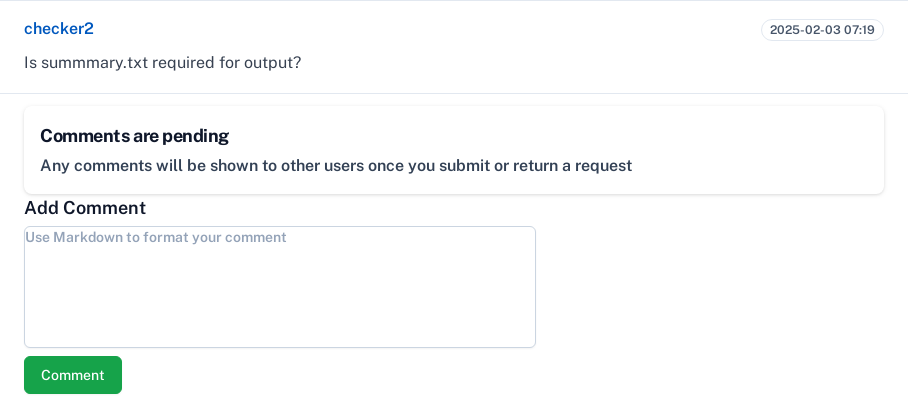 checker2
2025-02-03 07:19
Is summmary.txt required for output?
Comments are pending
Any comments will be shown to other users once you submit or return a request
Add Comment
Use Markdown to format your comment
Comment